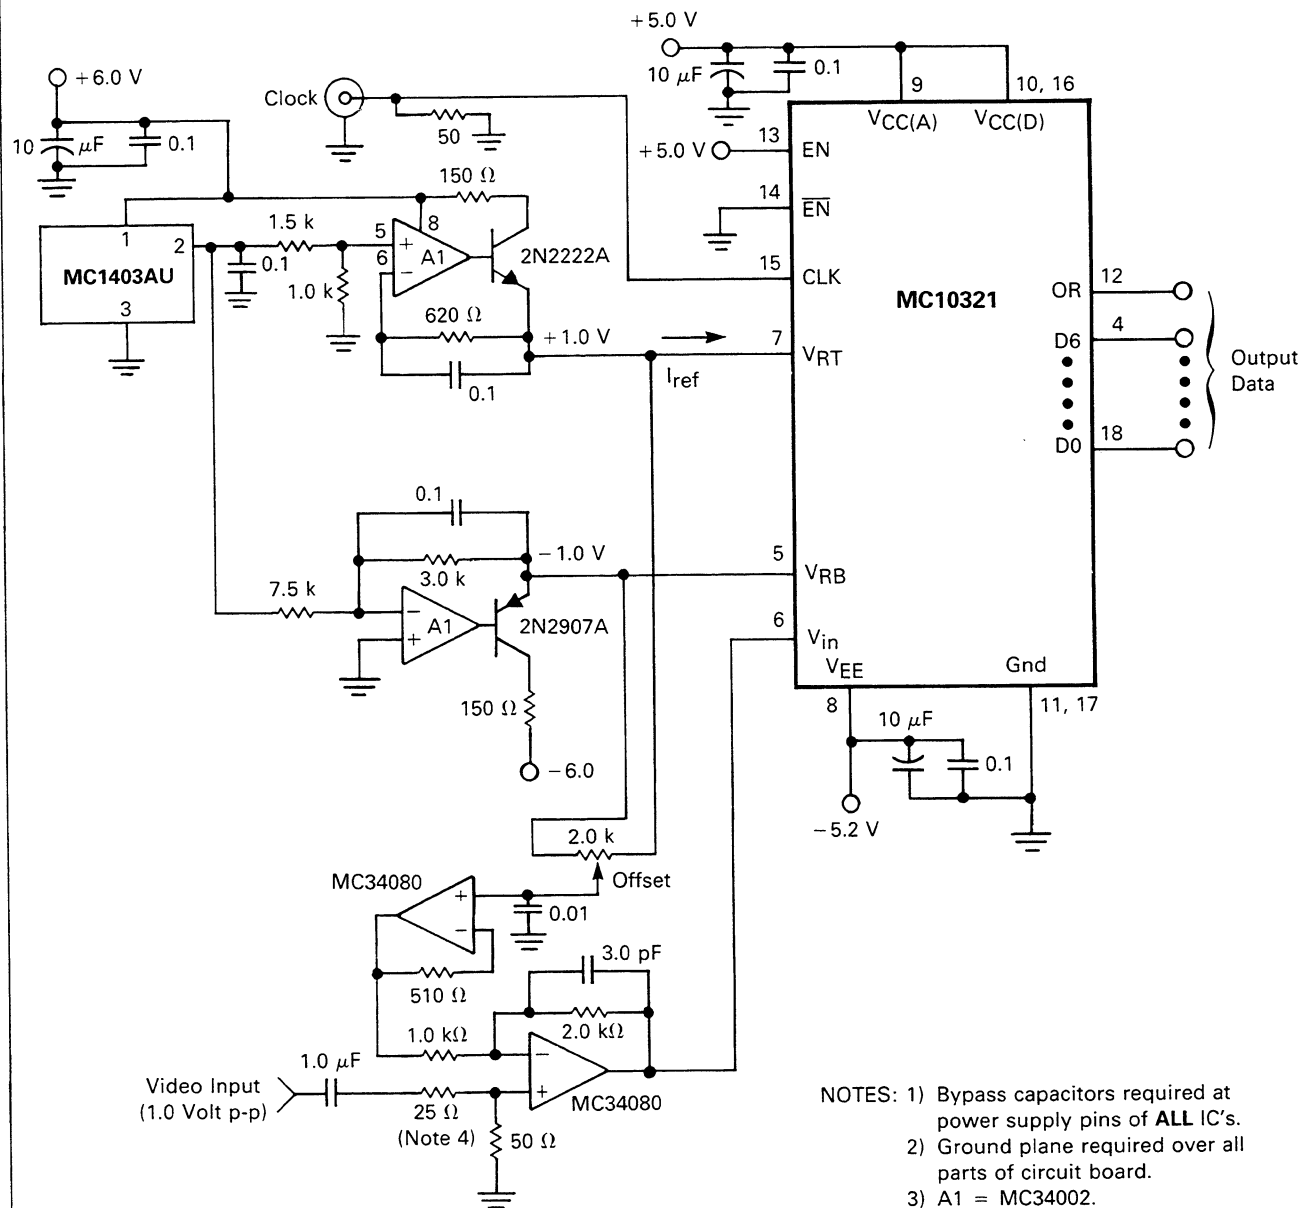 +5.0 V
10 μF
0.1
9
10, 16
VCC(A)
VCC(D)
+6.0 V
10 μF
0.1
Clock
50
+5.0 V
13
EN
14
EN
15
CLK
MC10321
12
OR
4
D6
18
D0
Output
Data
150 Ω
1
2
3
MC1403AU
1.5 k
0.1
1.0 k
5
6
8
+
−
A1
2N2222A
620 Ω
+1.0 V
0.1
Iref
7
VRT
0.1
−1.0 V
3.0 k
7.5 k
−
+
A1
2N2907A
150 Ω
−6.0
5
VRB
6
Vin
VEE
Gnd
8
11, 17
10 μF
0.1
−5.2 V
2.0 k
Offset
MC34080
+
−
0.01
510 Ω
3.0 pF
2.0 kΩ
1.0 kΩ
−
+
MC34080
1.0 μF
Video Input
(1.0 Volt p-p)
25 Ω
(Note 4)
50 Ω
NOTES: 1) Bypass capacitors required at
power supply pins of ALL IC's.
2) Ground plane required over all
parts of circuit board.
3) A1 = MC34002.